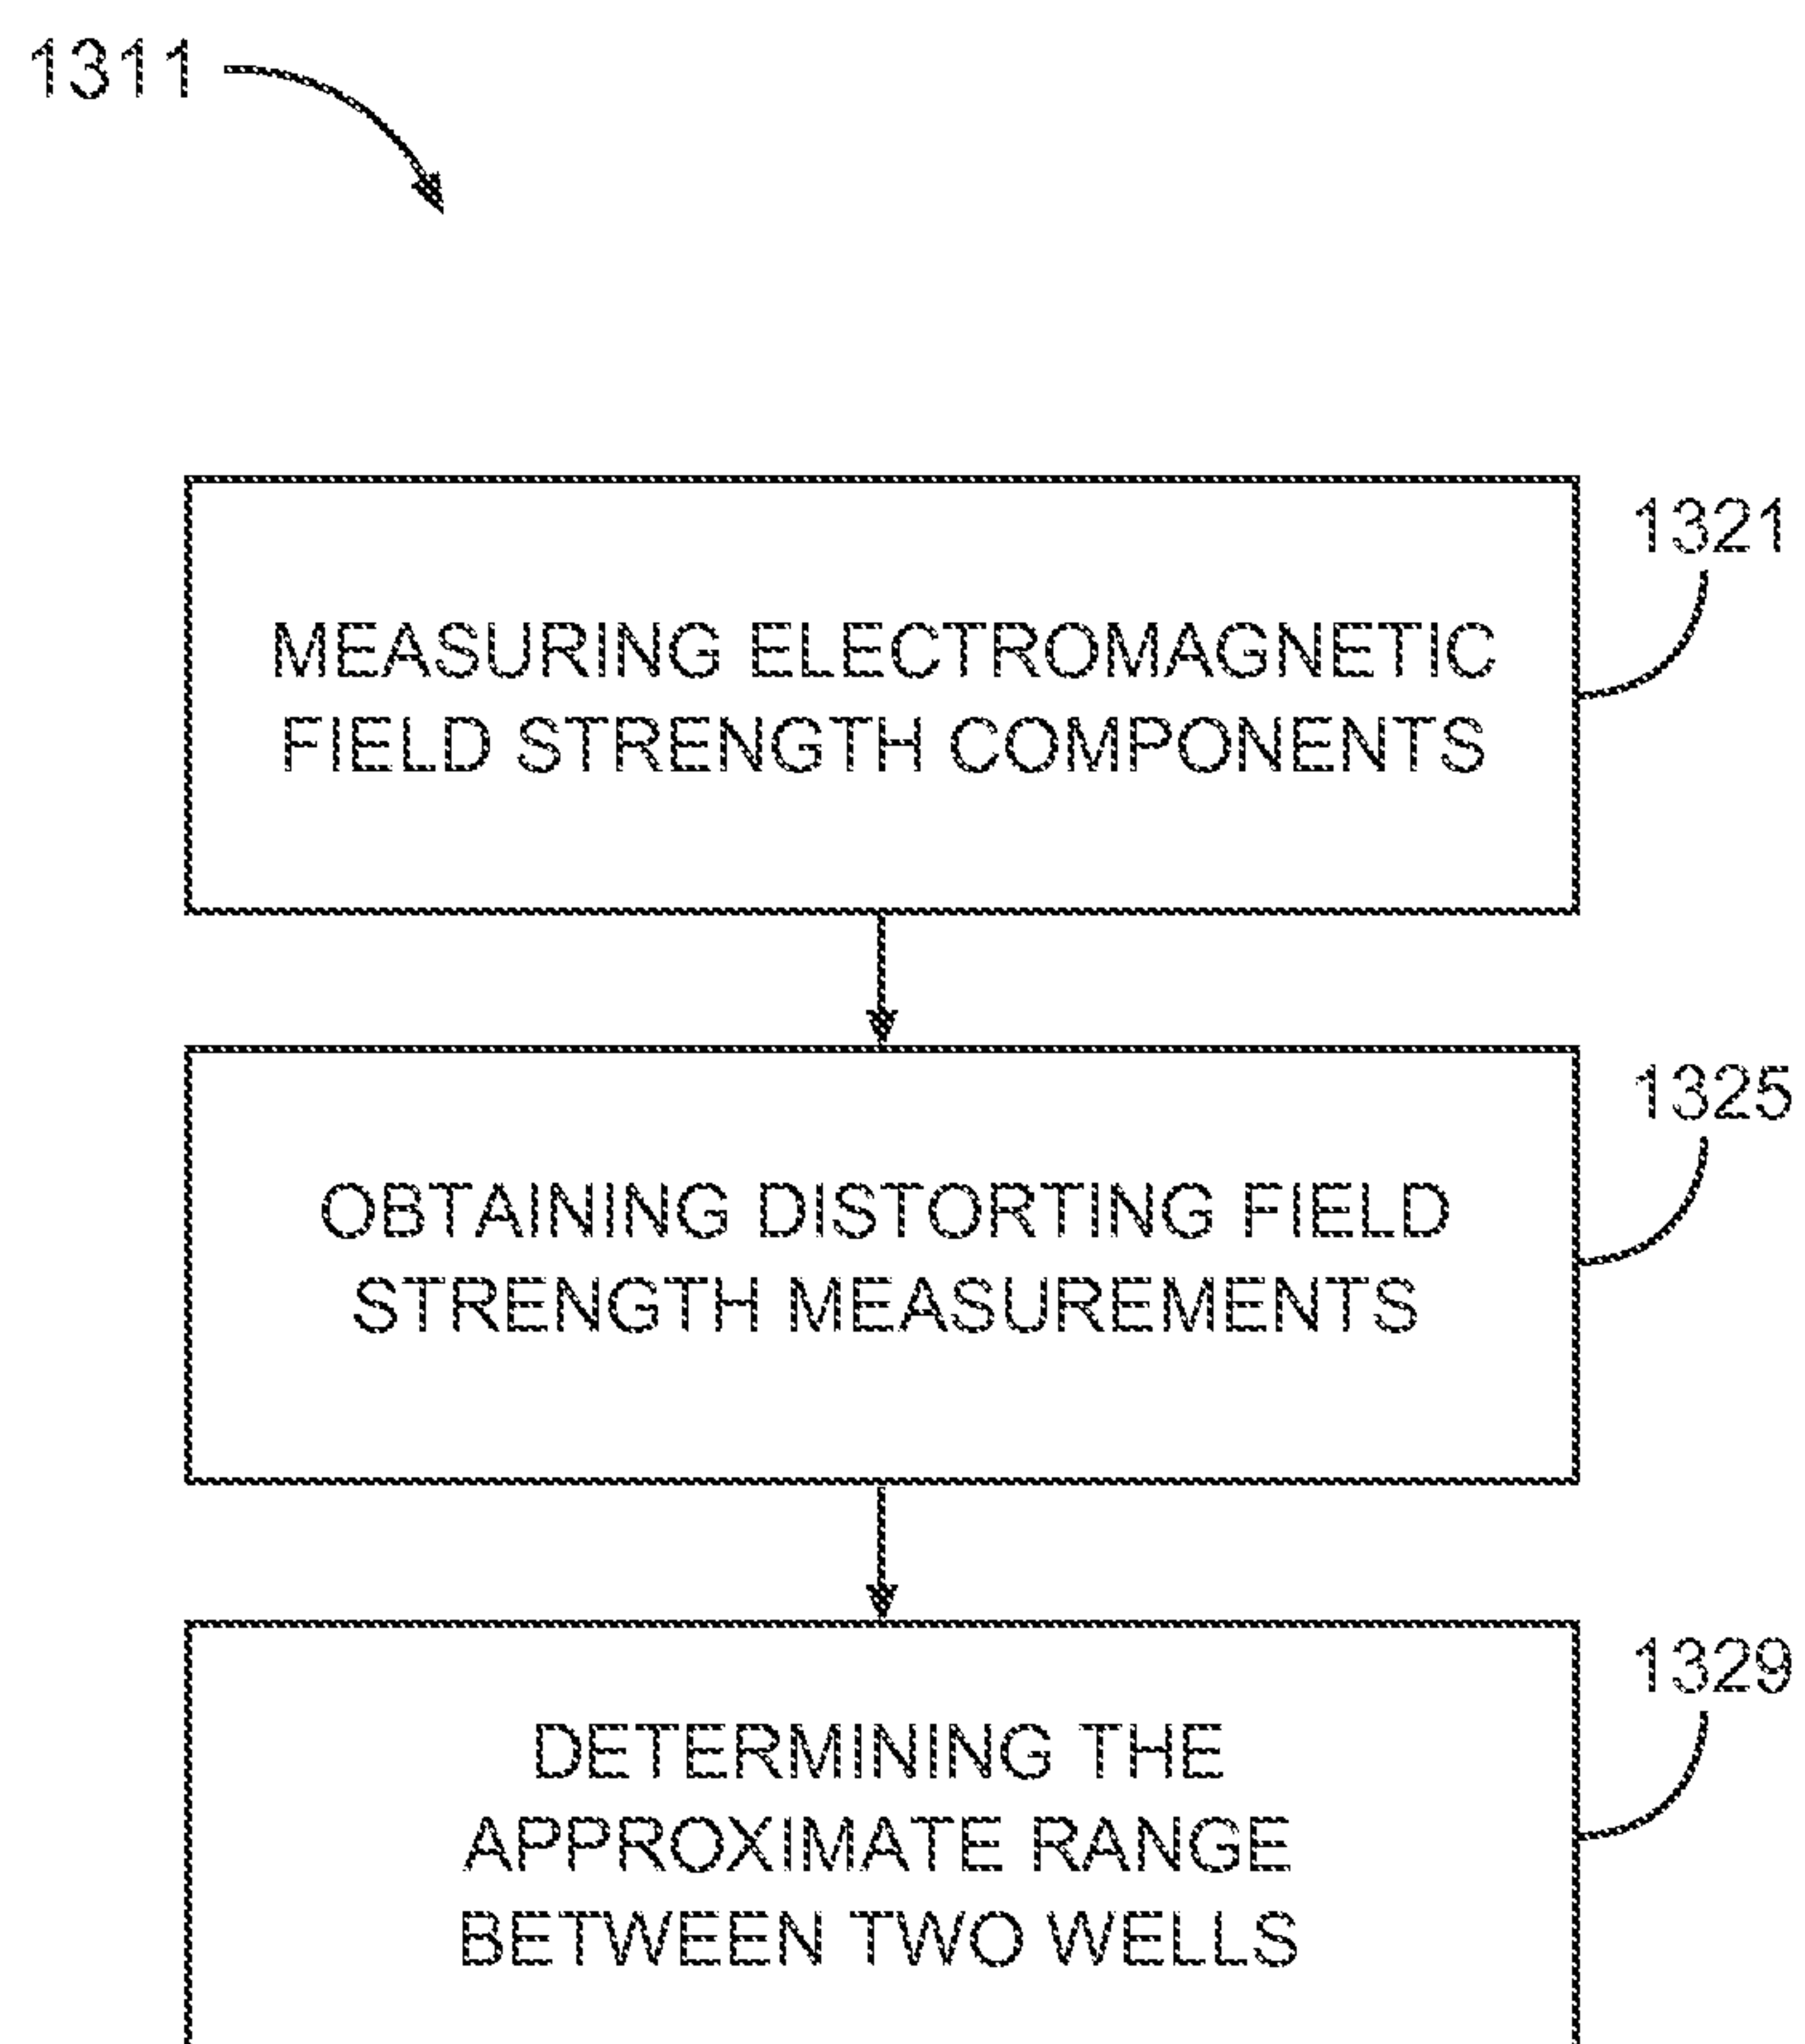 1311
1321
MEASURING ELECTROMAGNETIC
FIELD STRENGTH COMPONENTS
1325
OBTAINING DISTORTING FIELD
STRENGTH MEASUREMENTS
1329
DETERMINING THE
APPROXIMATE RANGE
BETWEEN TWO WELLS